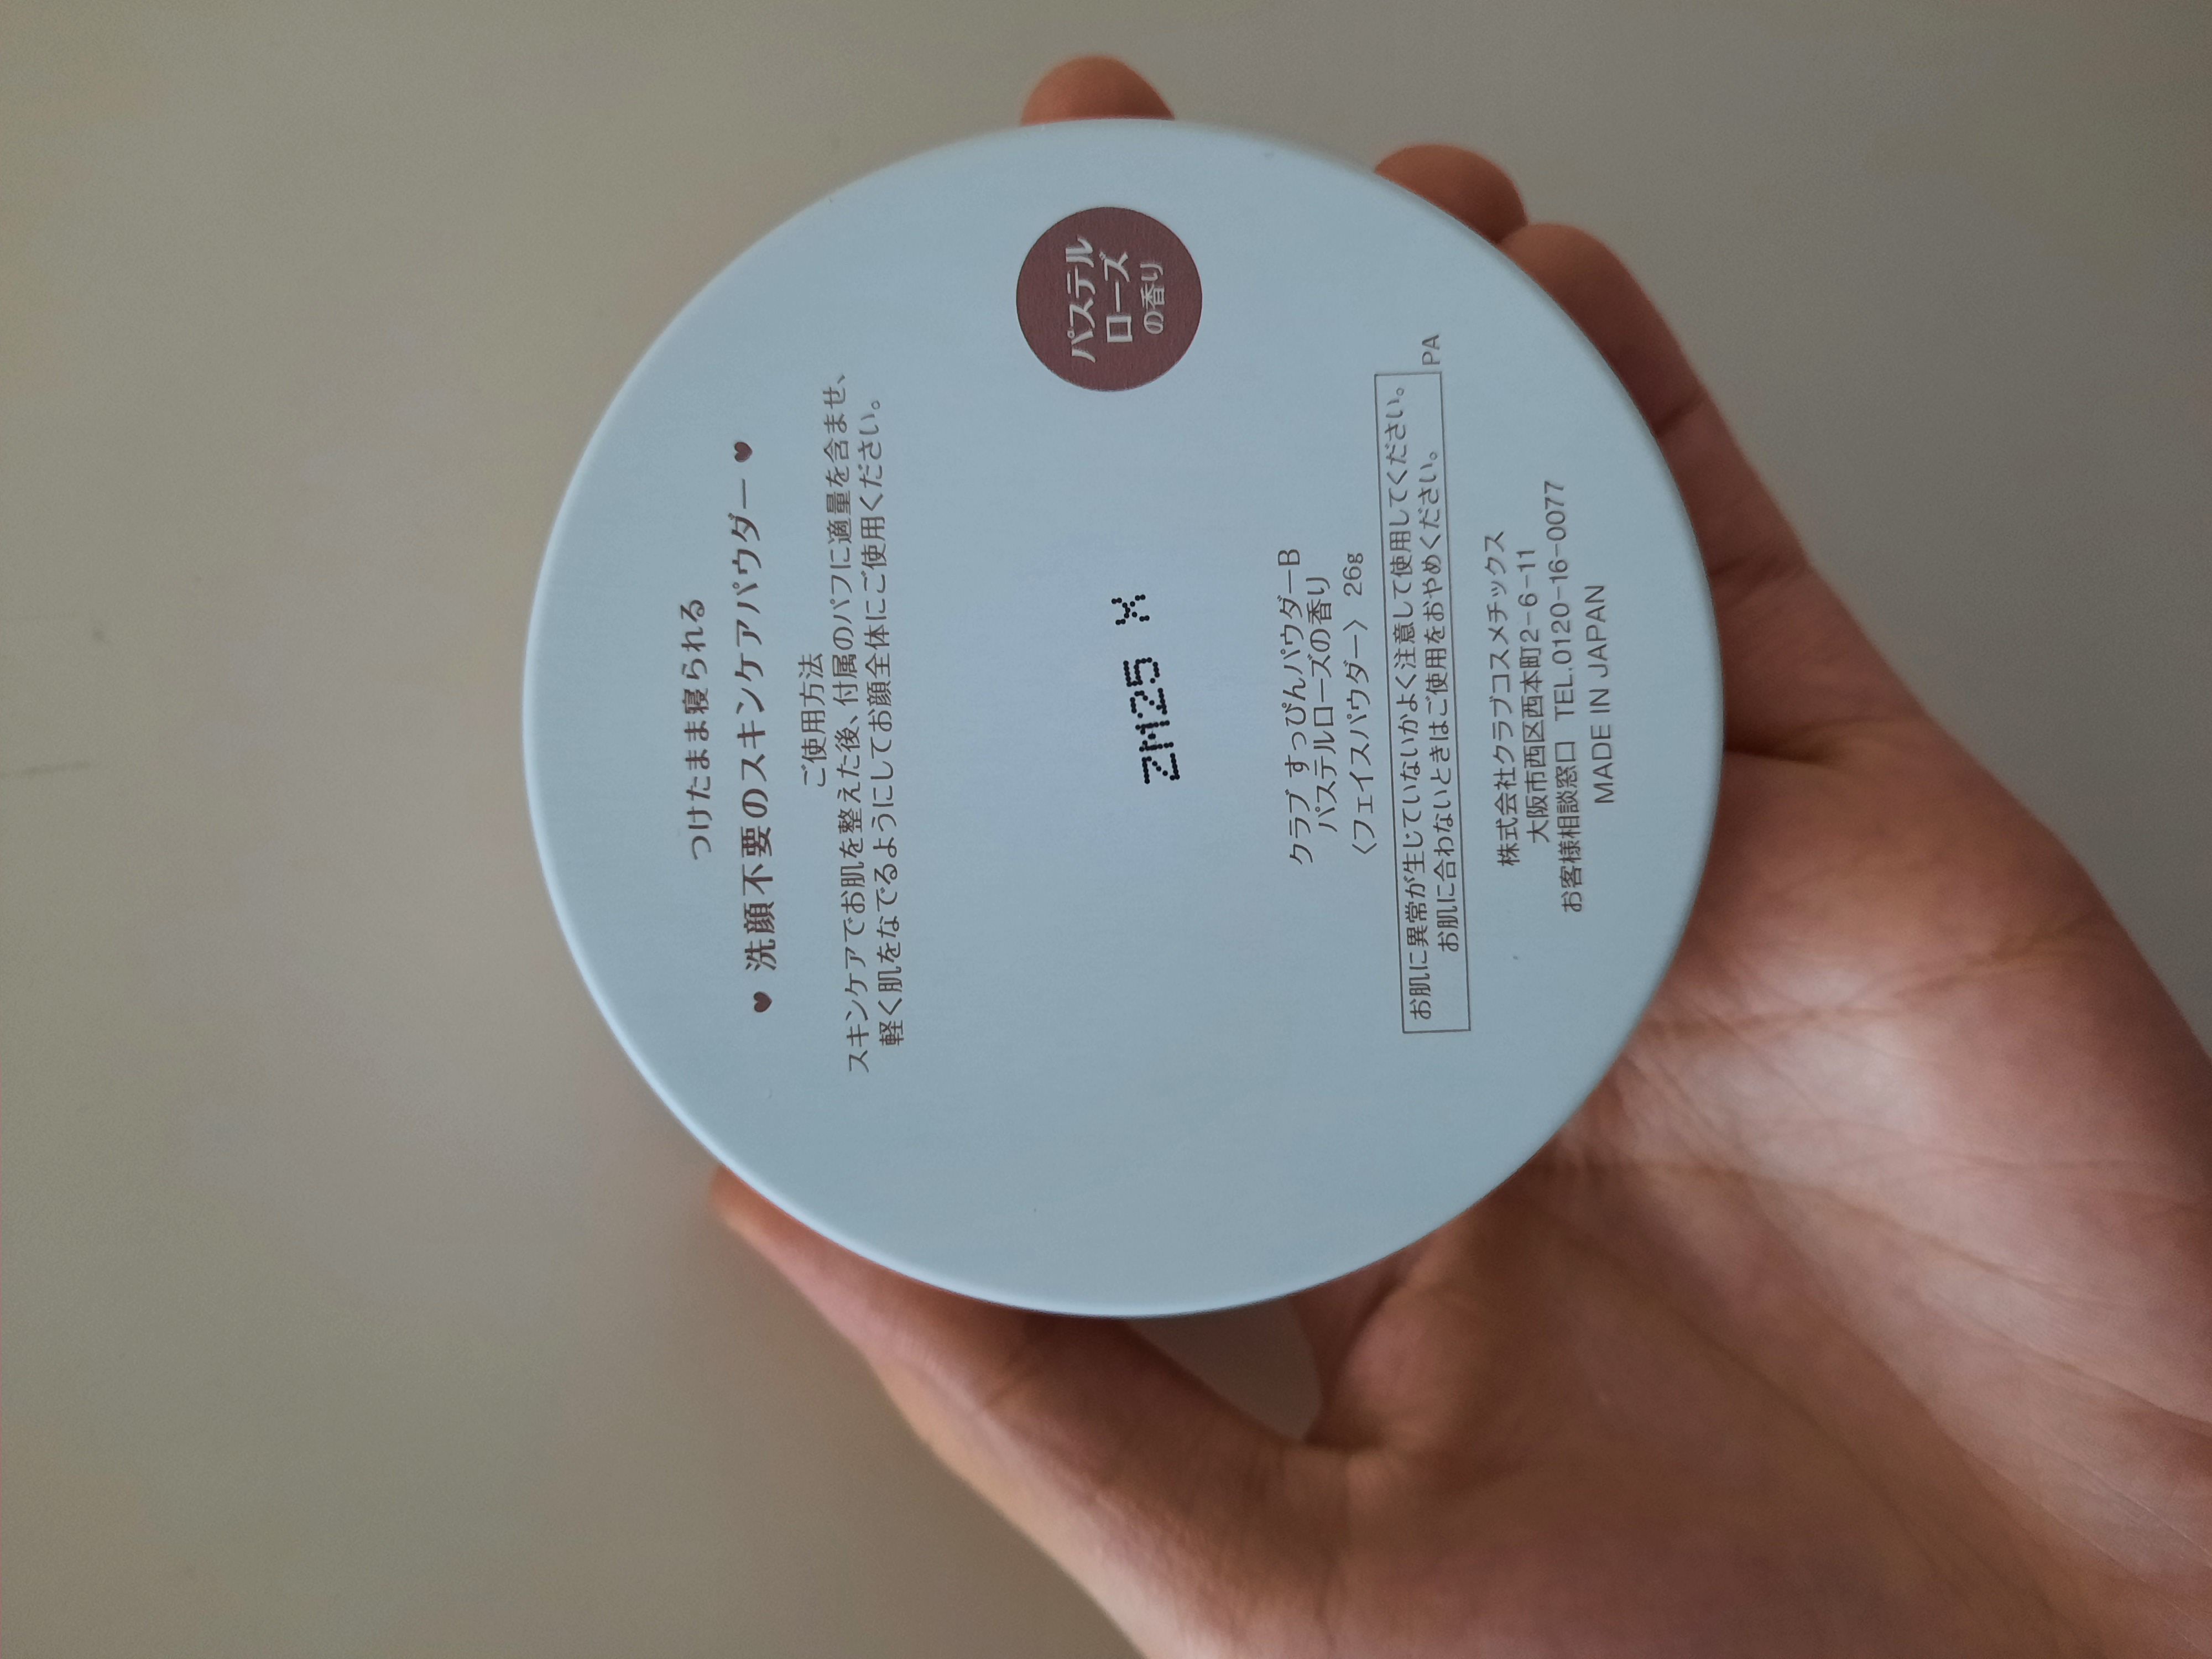 つけたまま寝られる
♥ 洗顔不要のスキンケアパウダー ♥
ご使用方法
スキンケアでお肌を整えた後、付属のパフに適量を含ませ、
軽く肌をなでるようにしてお顔全体にご使用ください。
パステル
ローズ
の香り
ZM25 X
クラブ すっぴんパウダーB
パステルローズの香り
〈フェイスパウダー〉 26g
お肌に異常が生じていないかよく注意して使用してください。
お肌に合わないときはご使用をおやめください。
PA
株式会社クラブコスメチックス
大阪市西区西本町2-6-11
お客様相談窓口 TEL.0120-16-0077
MADE IN JAPAN